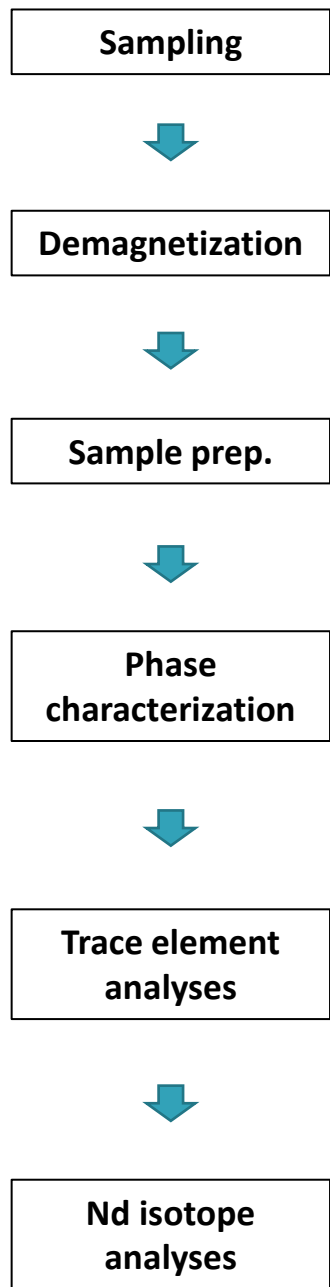 Sampling
Demagnetization
Sample prep.
Phase
characterization
Trace element
analyses
Nd isotope
analyses